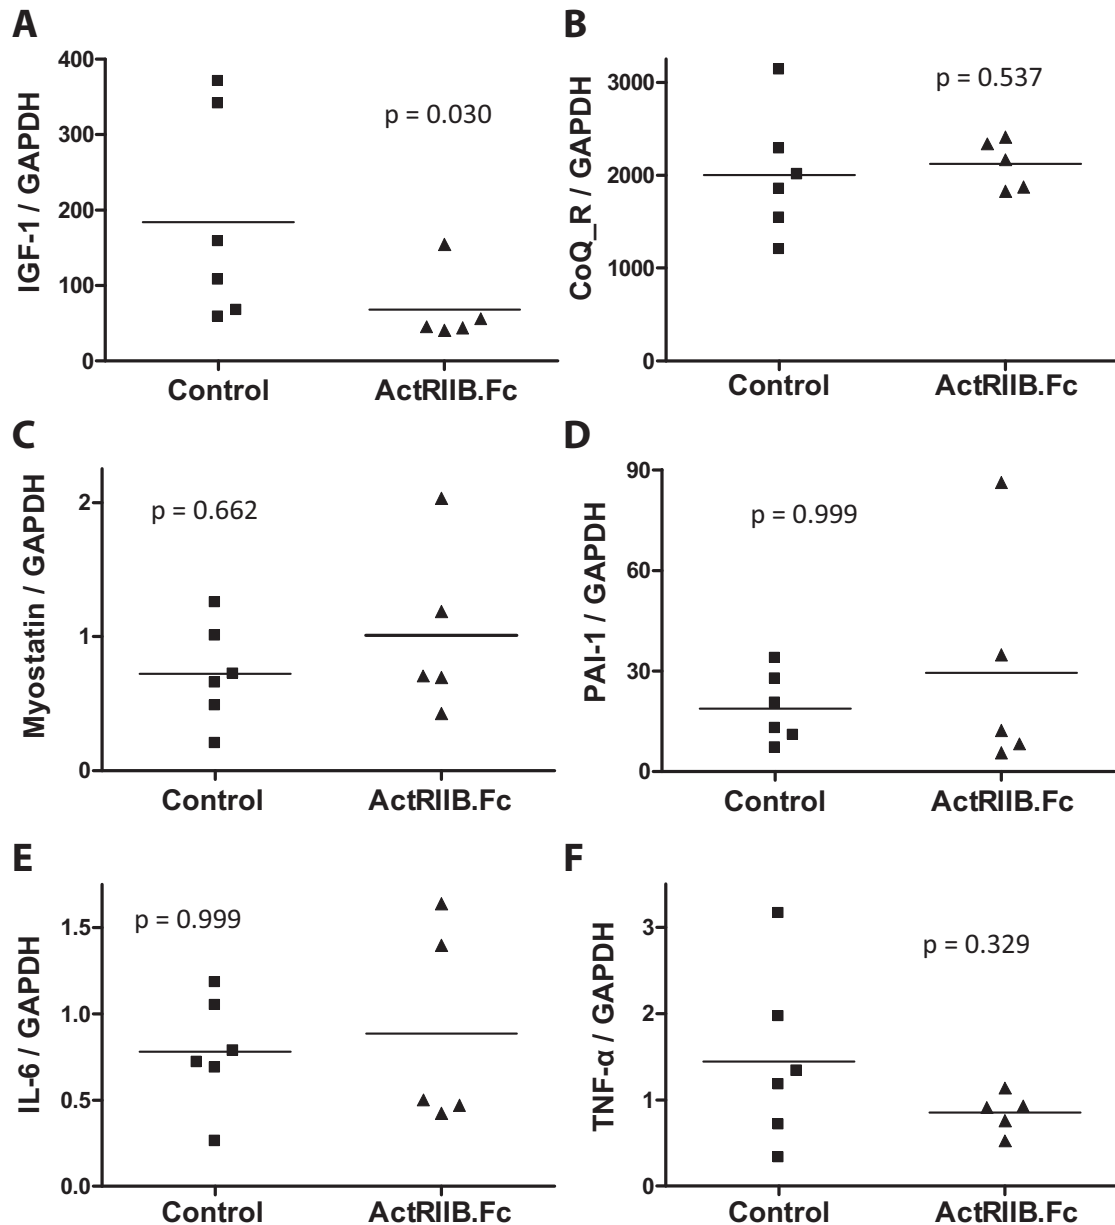 A
IGF-1 / GAPDH
400
300
200
100
0
p = 0.030
Control
ActRIIB.Fc
B
CoQ_R / GAPDH
3000
2000
1000
0
p = 0.537
Control
ActRIIB.Fc
C
Myostatin / GAPDH
2
1
0
p = 0.662
Control
ActRIIB.Fc
D
PAI-1 / GAPDH
90
60
30
0
p = 0.999
Control
ActRIIB.Fc
E
IL-6 / GAPDH
1.5
1.0
0.5
0.0
p = 0.999
Control
ActRIIB.Fc
F
TNF-α / GAPDH
3
2
1
0
p = 0.329
Control
ActRIIB.Fc